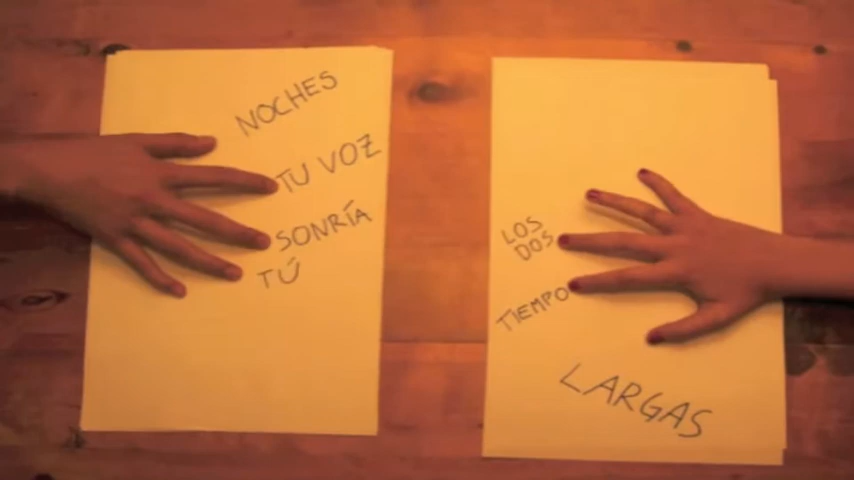 NOCHES
TU VOZ
SONRÍA
TÚ
LOS
DOS
TIEMPO
LARGAS